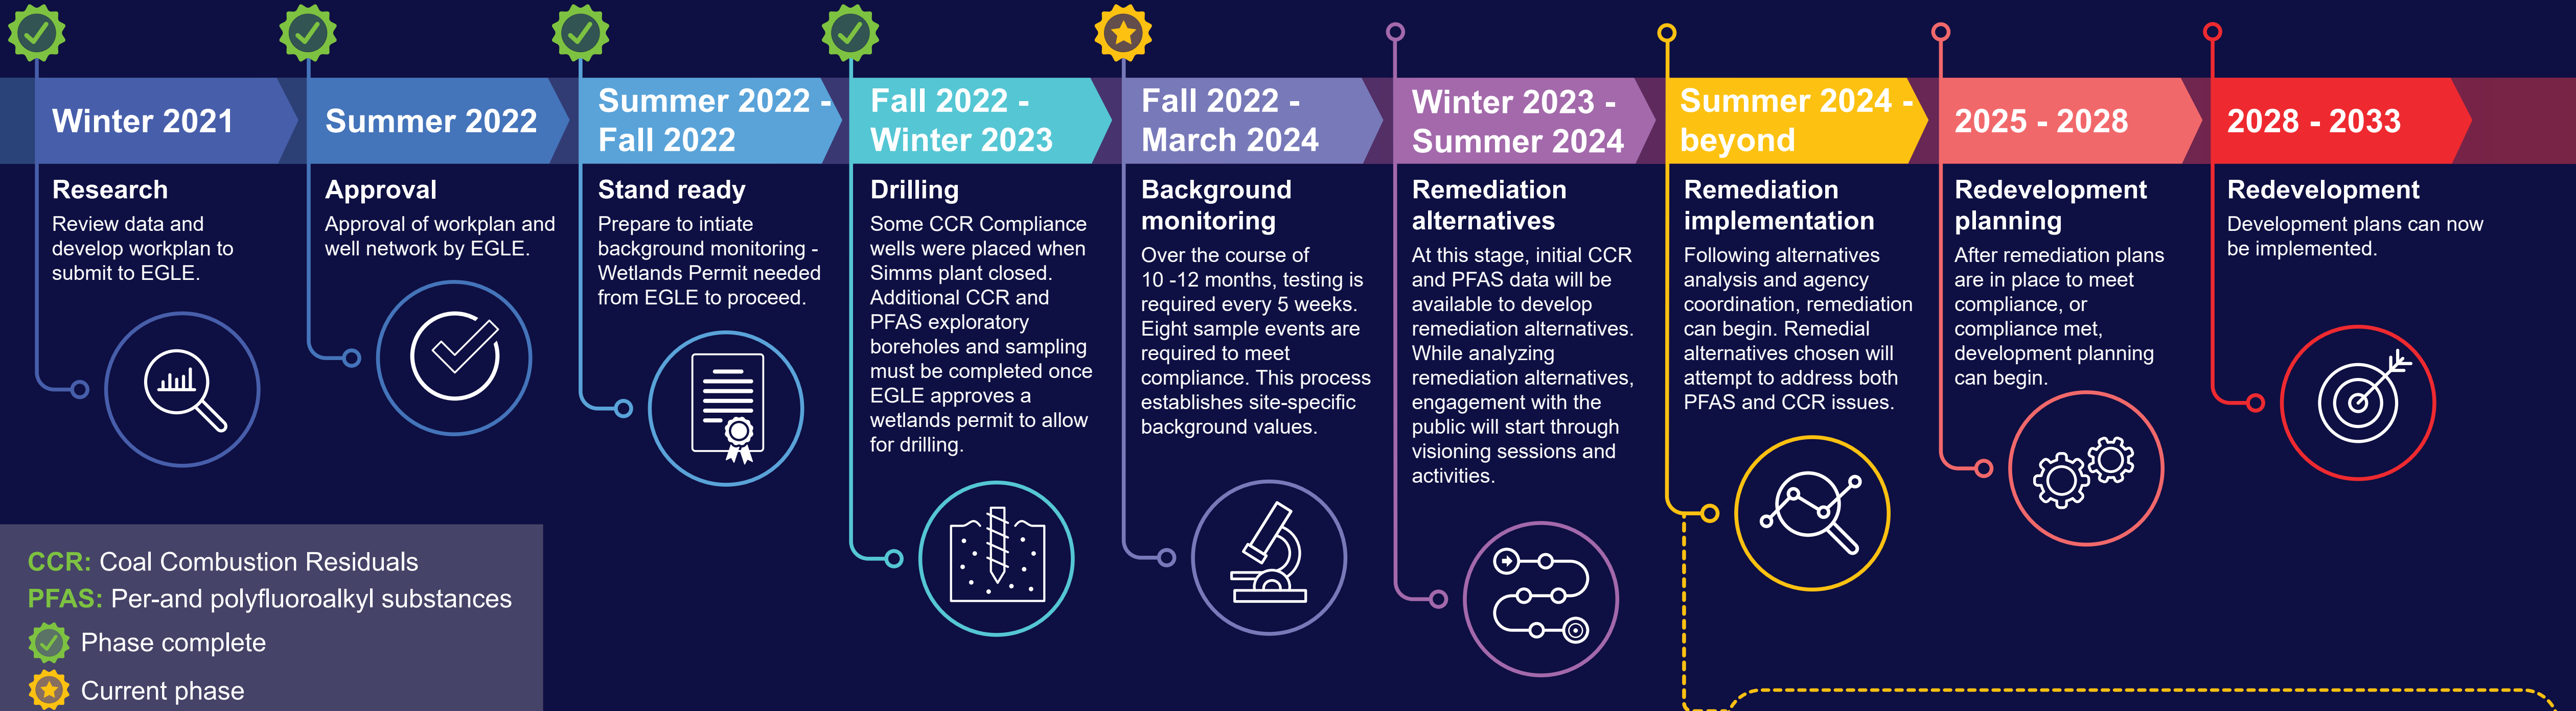 Winter 2021
Research
Review data and
develop workplan to
submit to EGLE.
Summer 2022
Approval
Approval of workplan and
well network by EGLE.
Summer 2022 -
Fall 2022
Stand ready
Prepare to intiate
background monitoring -
Wetlands Permit needed
from EGLE to proceed.
Fall 2022 -
Winter 2023
Drilling
Some CCR Compliance
wells were placed when
Simms plant closed.
Additional CCR and
PFAS exploratory
boreholes and sampling
must be completed once
EGLE approves a
wetlands permit to allow
for drilling.
Fall 2022 -
March 2024
Background
monitoring
Over the course of
10 -12 months, testing is
required every 5 weeks.
Eight sample events are
required to meet
compliance. This process
establishes site-specific
background values.
Winter 2023 -
Summer 2024
Remediation
alternatives
At this stage, initial CCR
and PFAS data will be
available to develop
remediation alternatives.
While analyzing
remediation alternatives,
engagement with the
public will start through
visioning sessions and
activities.
Summer 2024 -
beyond
Remediation
implementation
Following alternatives
analysis and agency
coordination, remediation
can begin. Remedial
alternatives chosen will
attempt to address both
PFAS and CCR issues.
2025 - 2028
Redevelopment
planning
After remediation plans
are in place to meet
compliance, or
compliance met,
development planning
can begin.
2028 - 2033
Redevelopment
Development plans can now
be implemented.
CCR: Coal Combustion Residuals
PFAS: Per-and polyfluoroalkyl substances
Phase complete
Current phase